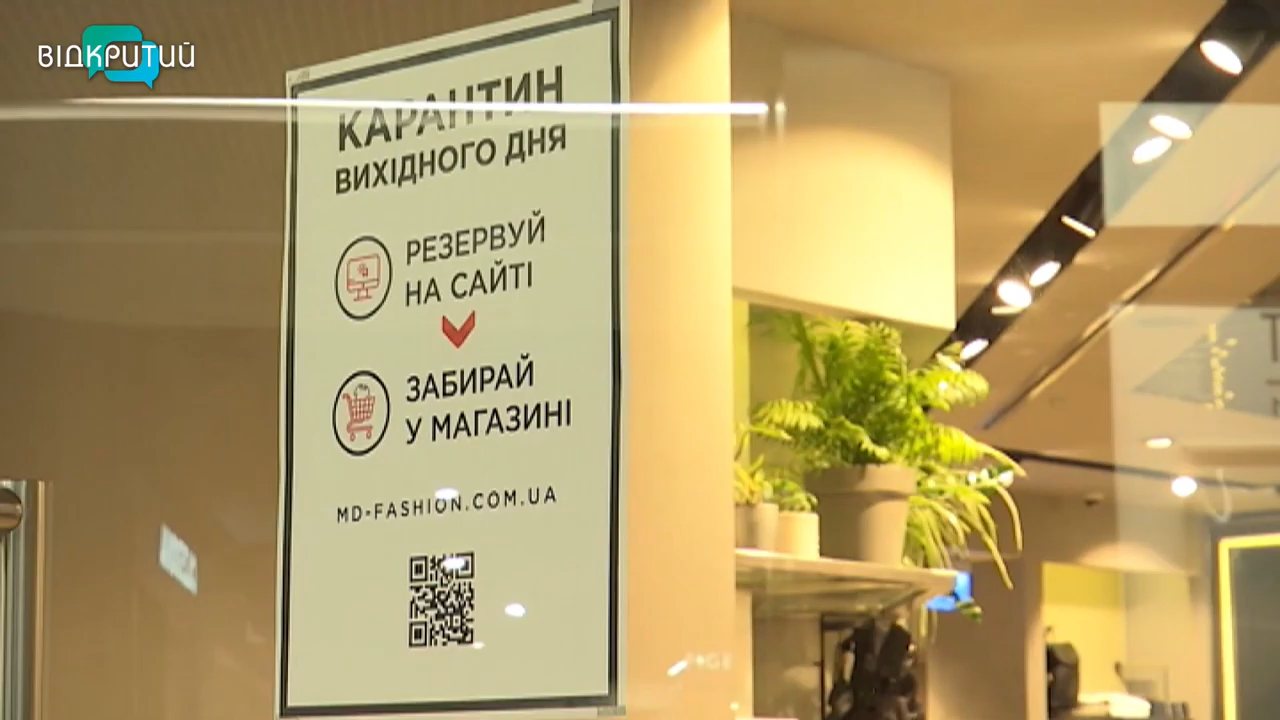 ВІДКРИТИЙ
КАРАНТИН
ВИХІДНОГО ДНЯ
РЕЗЕРВУЙ
НА САЙТІ
ЗАБИРАЙ
У МАГАЗИНІ
MD-FASHION.COM.UA